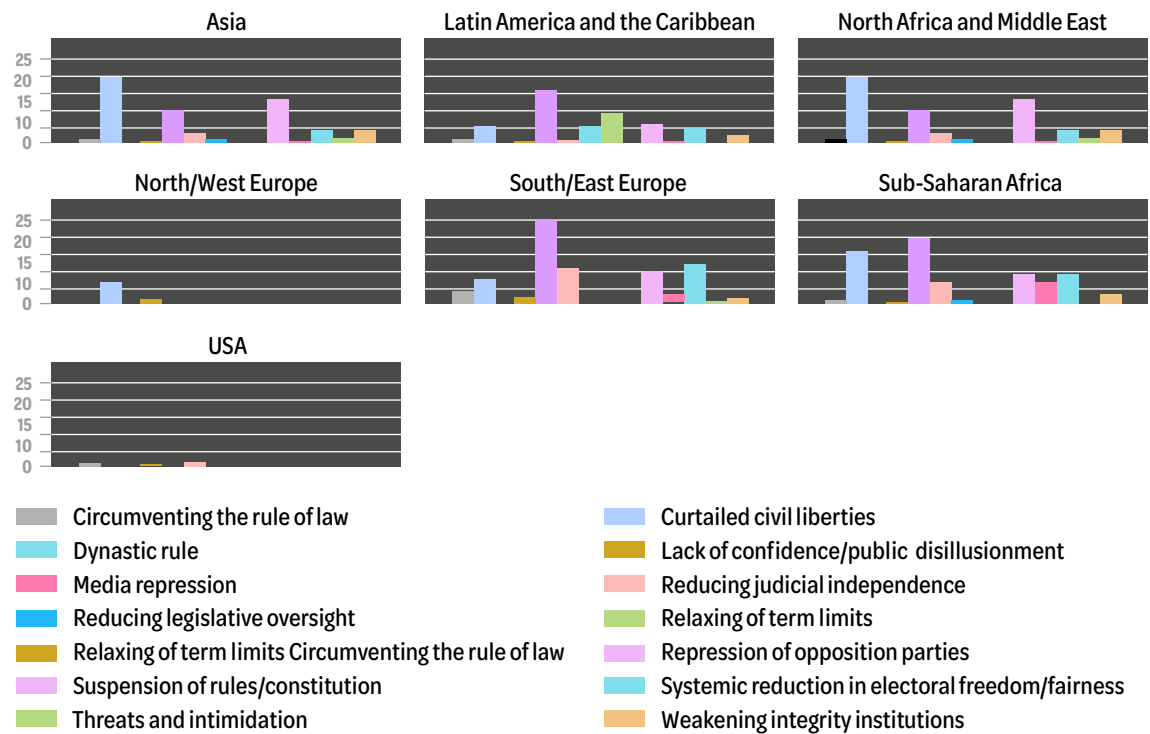 Asia
Latin America and the Caribbean
North Africa and Middle East
25
20
15
10
0
North/West Europe
South/East Europe
Sub-Saharan Africa
25
20
15
10
0
USA
25
20
15
10
0
Circumventing the rule of law
Curtailed civil liberties
Dynastic rule
Lack of confidence/public disillusionment
Media repression
Reducing judicial independence
Reducing legislative oversight
Relaxing of term limits
Relaxing of term limits Circumventing the rule of law
Repression of opposition parties
Suspension of rules/constitution
Systemic reduction in electoral freedom/fairness
Threats and intimidation
Weakening integrity institutions